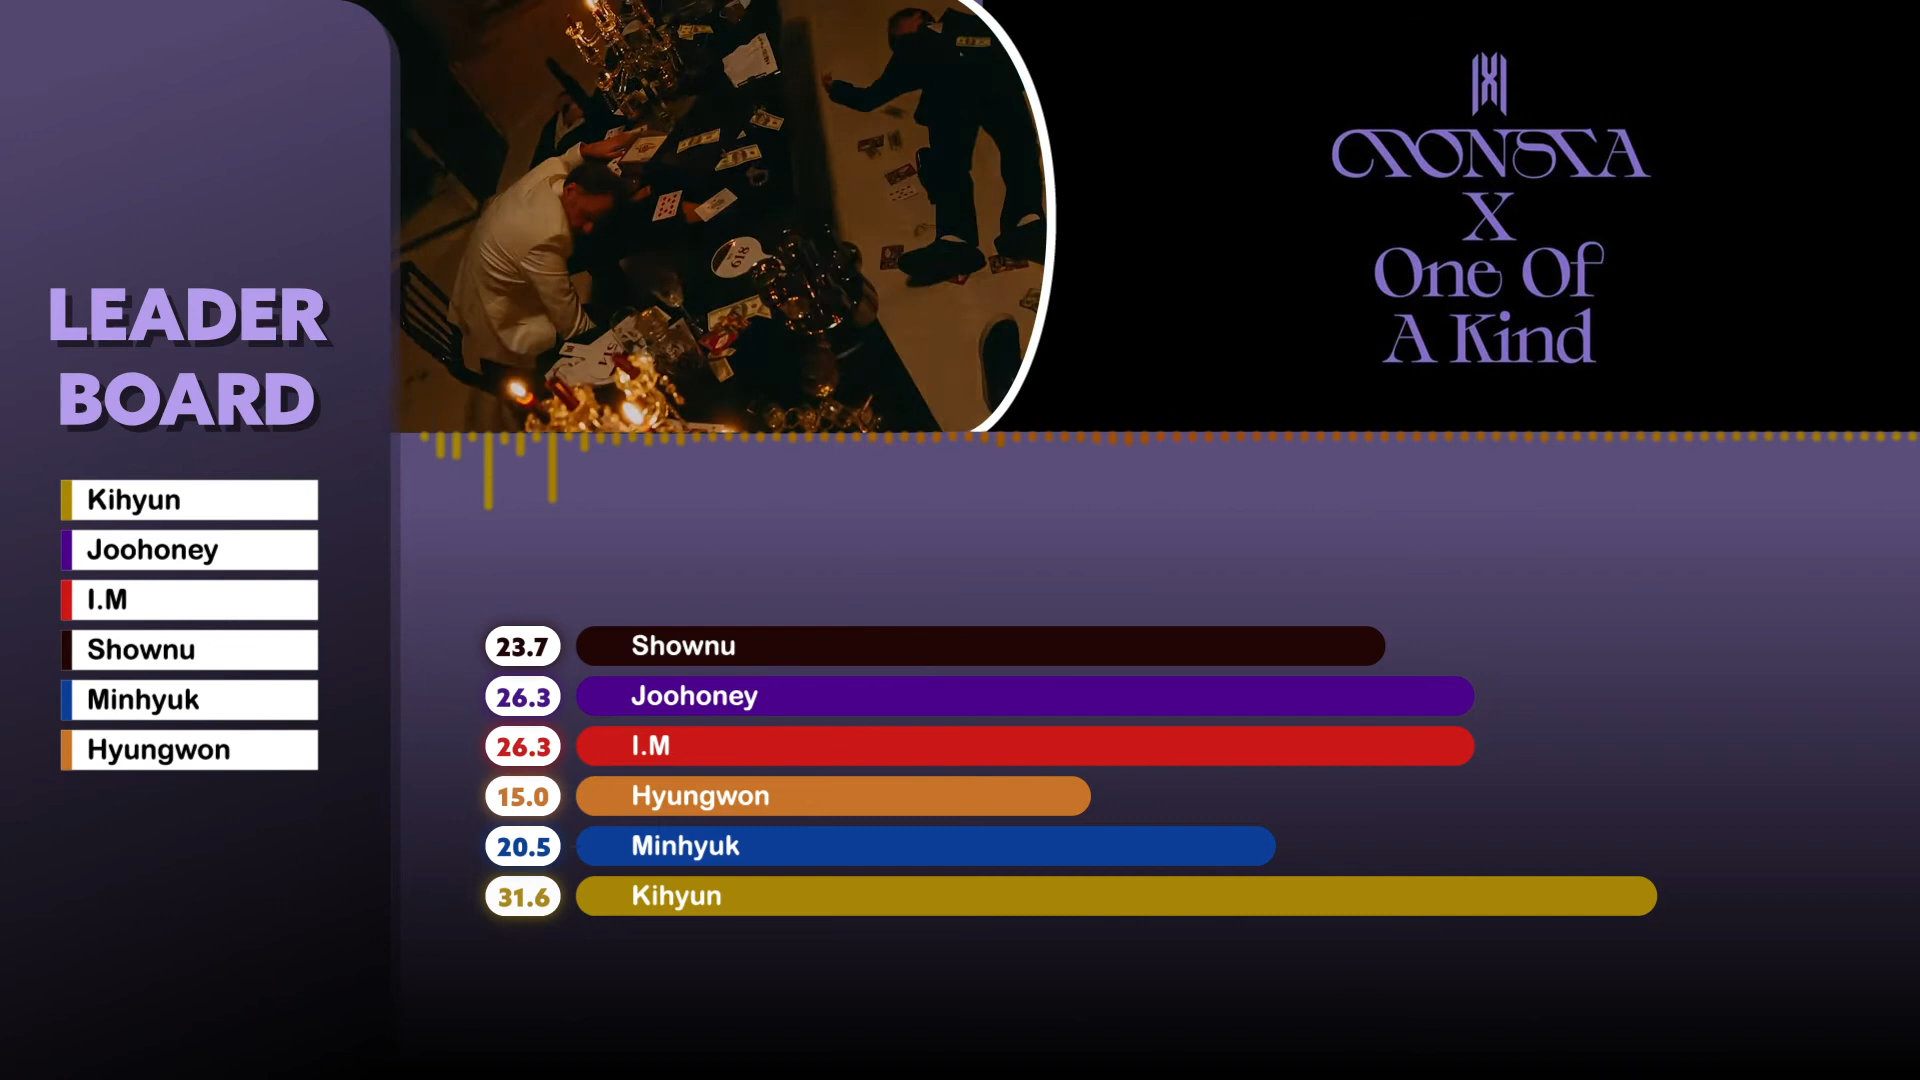 LEADER
BOARD
Kihyun
Joohoney
I.M
Shownu
Minhyuk
Hyungwon
618
MONSTA
X
One Of
A Kind
23.7 Shownu
26.3 Joohoney
26.3 I.M
15.0 Hyungwon
20.5 Minhyuk
31.6 Kihyun